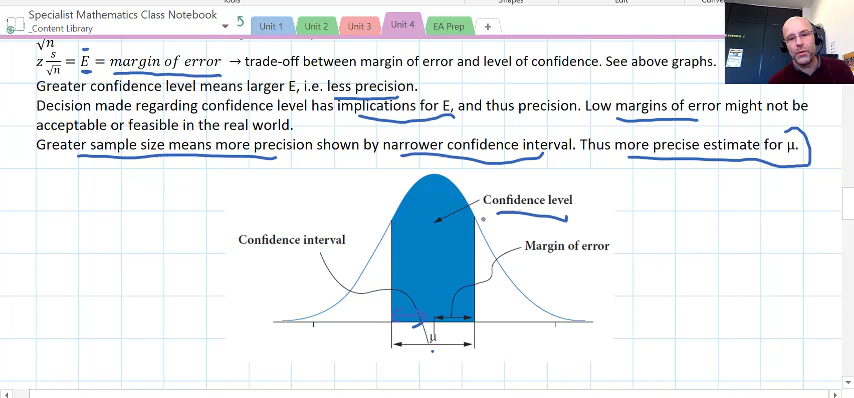 Tools
Shapes
Edit
Specialist Mathematics Class Notebook
_Content Library
Unit 1
Unit 2
Unit 3
Unit 4
EA Prep
+
√n
z s/√n = E = margin of error → trade-off between margin of error and level of confidence. See above graphs.
Greater confidence level means larger E, i.e. less precision.
Decision made regarding confidence level has implications for E, and thus precision. Low margins of error might not be
acceptable or feasible in the real world.
Greater sample size means more precision shown by narrower confidence interval. Thus more precise estimate for μ.
Confidence level
Confidence interval
Margin of error
μ